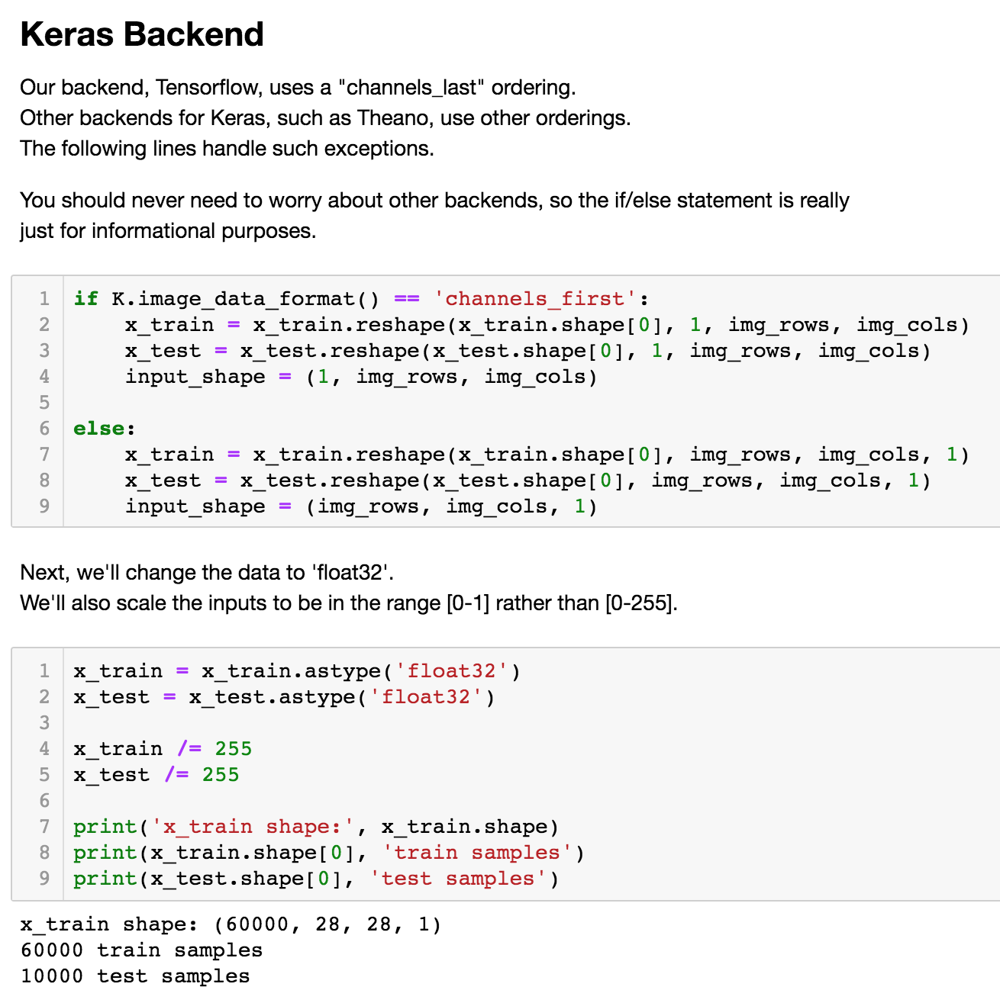 Keras Backend
Our backend, Tensorflow, uses a "channels_last" ordering.
Other backends for Keras, such as Theano, use other orderings.
The following lines handle such exceptions.
You should never need to worry about other backends, so the if/else statement is really
just for informational purposes.
1 if K.image_data_format() == 'channels_first':
2     x_train = x_train.reshape(x_train.shape[0], 1, img_rows, img_cols)
3     x_test = x_test.reshape(x_test.shape[0], 1, img_rows, img_cols)
4     input_shape = (1, img_rows, img_cols)
5
6 else:
7     x_train = x_train.reshape(x_train.shape[0], img_rows, img_cols, 1)
8     x_test = x_test.reshape(x_test.shape[0], img_rows, img_cols, 1)
9     input_shape = (img_rows, img_cols, 1)
Next, we'll change the data to 'float32'.
We'll also scale the inputs to be in the range [0-1] rather than [0-255].
1 x_train = x_train.astype('float32')
2 x_test = x_test.astype('float32')
3
4 x_train /= 255
5 x_test /= 255
6
7 print('x_train shape:', x_train.shape)
8 print(x_train.shape[0], 'train samples')
9 print(x_test.shape[0], 'test samples')
x_train shape: (60000, 28, 28, 1)
60000 train samples
10000 test samples